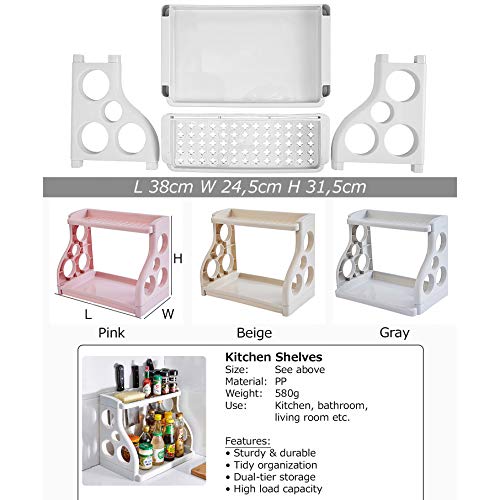 L 38cm W 24,5cm H 31,5cm
H
L
W
Pink
Beige
Gray
Kitchen Shelves
Size: See above
Material: PP
Weight: 580g
Use: Kitchen, bathroom,
living room etc.
Features:
• Sturdy & durable
• Tidy organization
• Dual-tier storage
• High load capacity